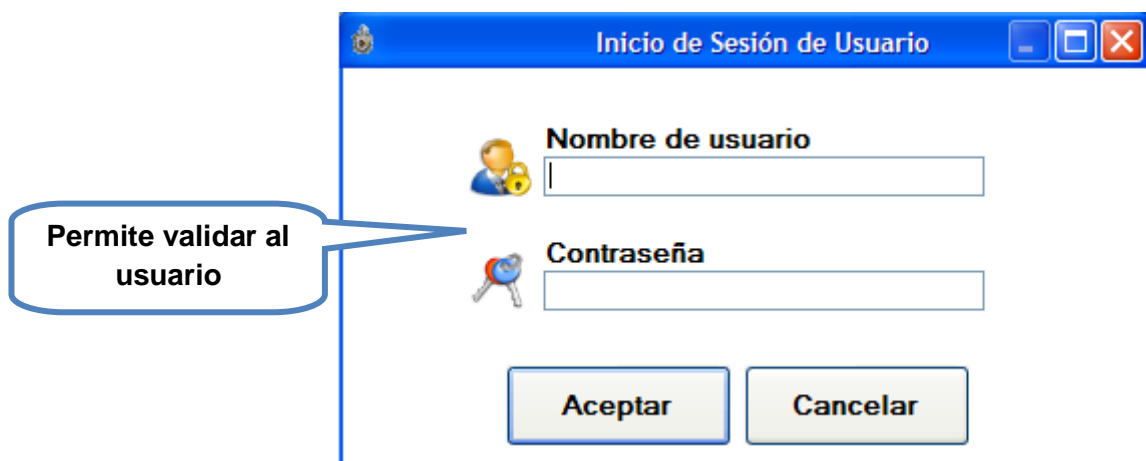 Inicio de Sesión de Usuario
Nombre de usuario
Permite validar al
usuario
Contraseña
Aceptar
Cancelar